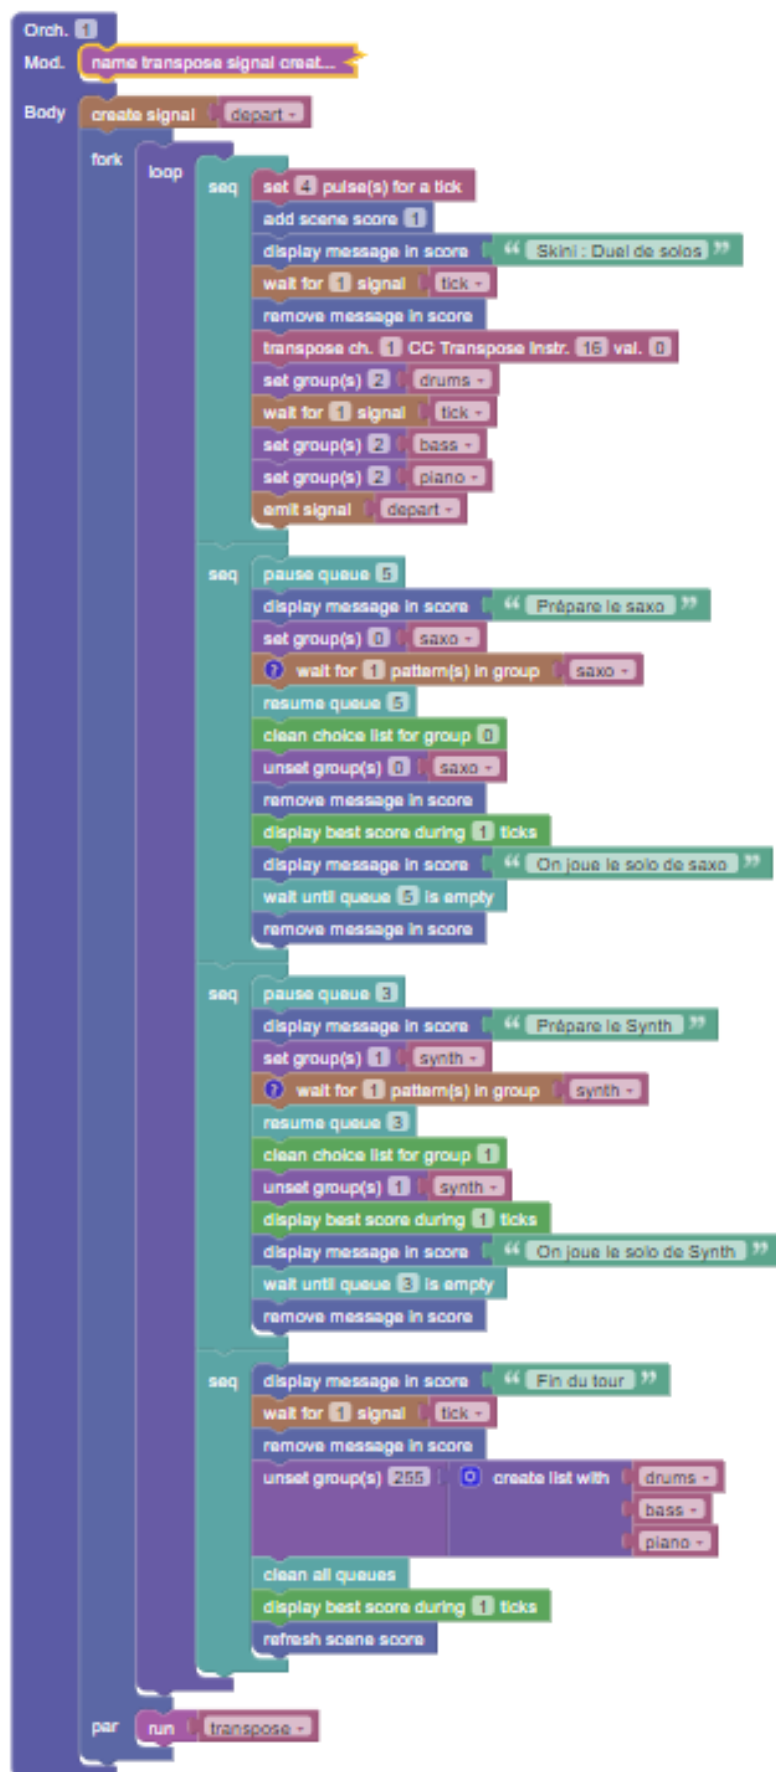 Orch. 1
Mod. name transpose signal creat...
Body create signal depart
fork loop seq set 4 pulse(s) for a tick
add scene score 1
display message in score “ Skini : Duel de solos ”
wait for 1 signal tick
remove message in score
transpose ch. 1 CC Transpose Instr. 16 val. 0
set group(s) 2 drums
wait for 1 signal tick
set group(s) 2 bass
set group(s) 2 piano
emit signal depart
seq pause queue 5
display message in score “ Prépare le saxo ”
set group(s) 0 saxo
? wait for 1 pattern(s) in group saxo
resume queue 5
clean choice list for group 0
unset group(s) 0 saxo
remove message in score
display best score during 1 ticks
display message in score “ On joue le solo de saxo ”
wait until queue 5 is empty
remove message in score
seq pause queue 3
display message in score “ Prépare le Synth ”
set group(s) 1 synth
? wait for 1 pattern(s) in group synth
resume queue 3
clean choice list for group 1
unset group(s) 1 synth
display best score during 1 ticks
display message in score “ On joue le solo de Synth ”
wait until queue 3 is empty
remove message in score
seq display message in score “ Fin du tour ”
wait for 1 signal tick
remove message in score
unset group(s) 255 create list with drums
bass
piano
clean all queues
display best score during 1 ticks
refresh scene score
par run transpose